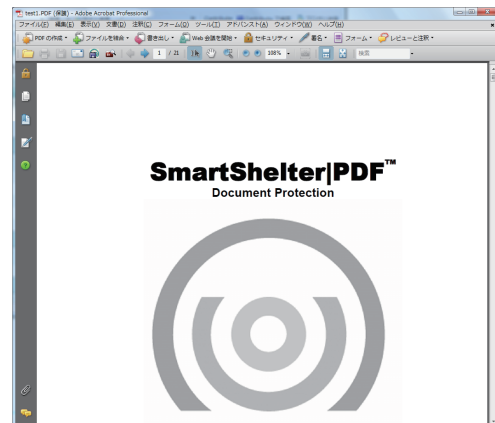 test1.PDF (保護) - Adobe Acrobat Professional
ファイル(F) 編集(E) 表示(V) 文書(D) 注釈(C) フォーム(O) ツール(T) アドバンスト(A) ウィンドウ(W) ヘルプ(H)
PDF の作成 ファイルを結合 書き出し Web 会議を開始 セキュリティ 署名 フォーム レビューと注釈
1 / 21 108% 検索
SmartShelter|PDF™
Document Protection